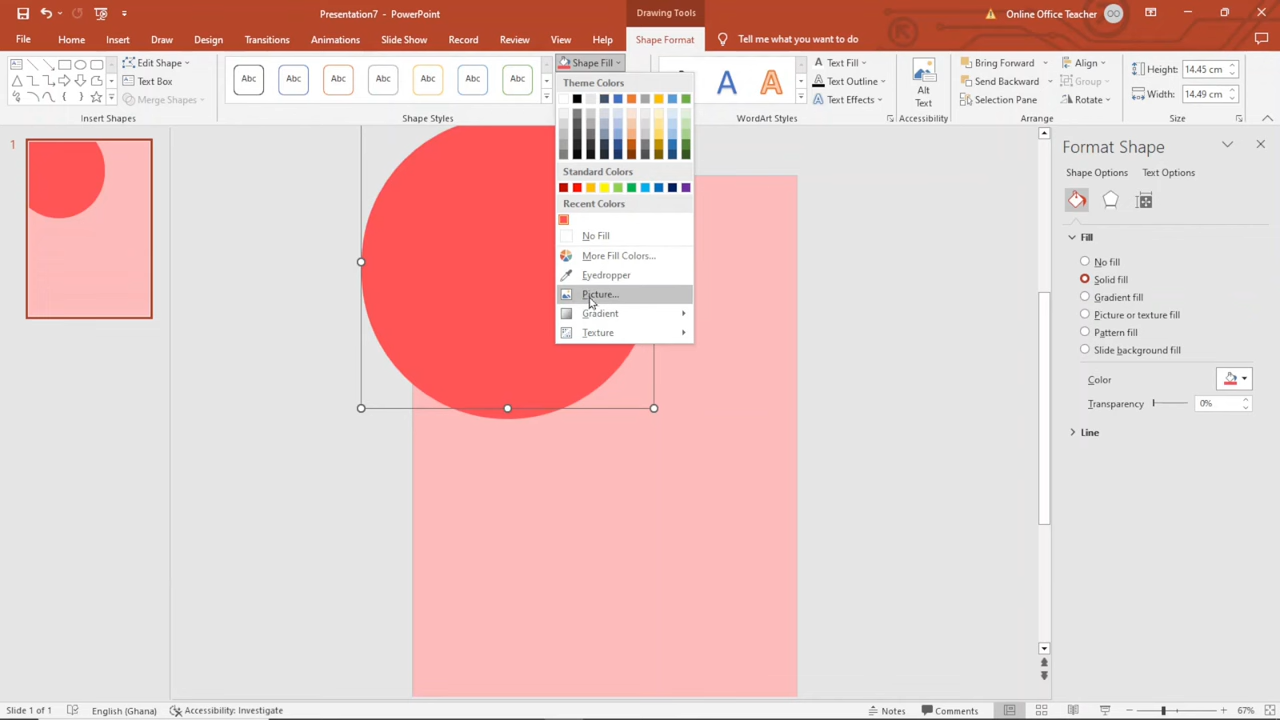 Presentation7 - PowerPoint
Drawing Tools
Online Office Teacher
File Home Insert Draw Design Transitions Animations Slide Show Record Review View Help Shape Format Tell me what you want to do
Edit Shape
Text Box
Merge Shapes
Insert Shapes
Abc Abc Abc Abc Abc Abc Abc
Shape Styles
Shape Fill
A A
Text Fill
Text Outline
Text Effects
WordArt Styles
Alt
Text
Accessibility
Bring Forward
Send Backward
Selection Pane
Align
Group
Rotate
Arrange
Height: 14.45 cm
Width: 14.49 cm
Size
Theme Colors
Standard Colors
Recent Colors
No Fill
More Fill Colors...
Eyedropper
Picture...
Gradient
Texture
1
Format Shape
Shape Options Text Options
Fill
No fill
Solid fill
Gradient fill
Picture or texture fill
Pattern fill
Slide background fill
Color
Transparency 0%
Line
Slide 1 of 1 English (Ghana) Accessibility: Investigate Notes Comments 67%